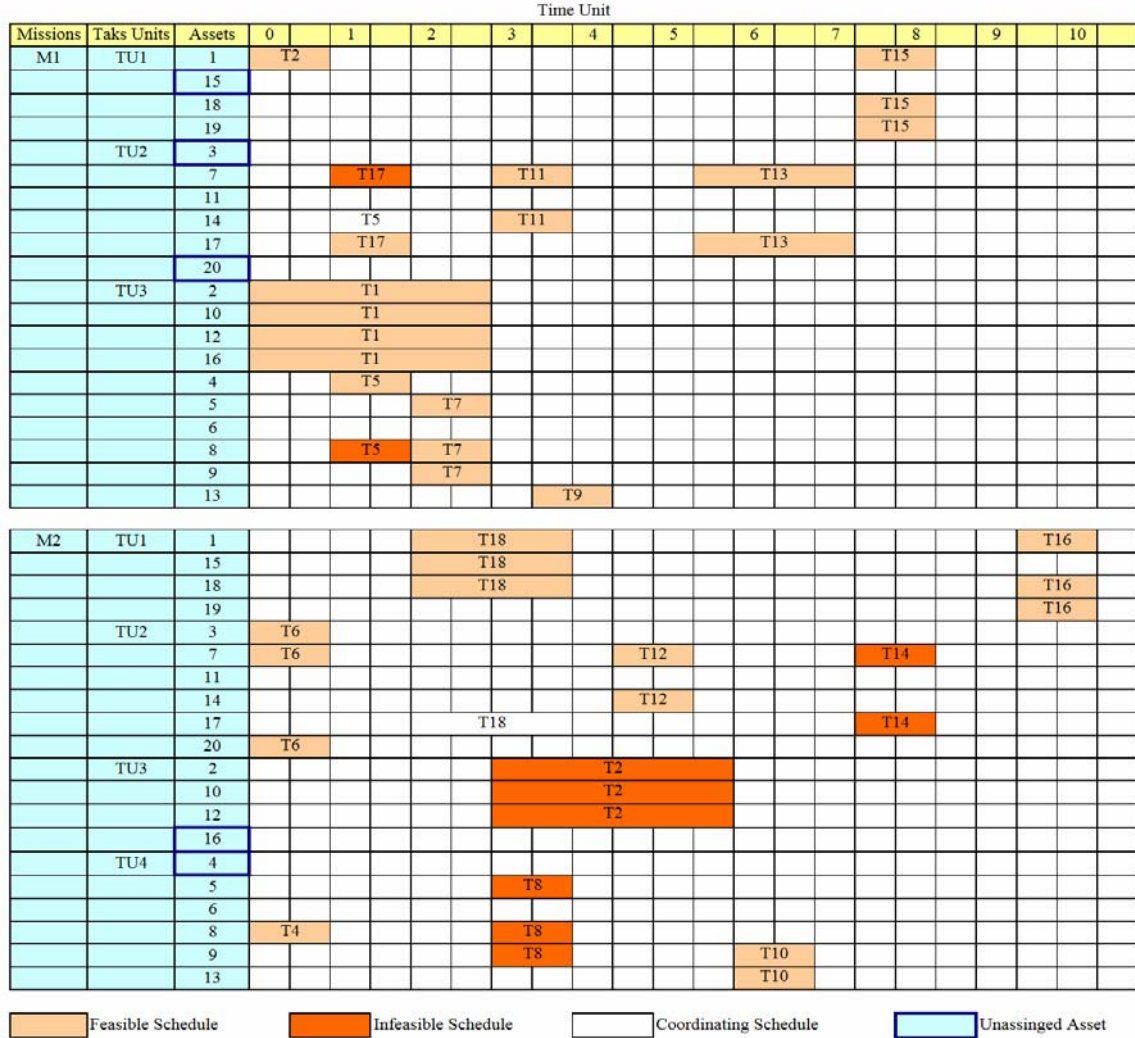 Time Unit
Missions Taks Units Assets 0 1 2 3 4 5 6 7 8 9 10
M1 TU1 1 T2 T15
15
18 T15
19 T15
TU2 3
7 T17 T11 T13
11
14 T5 T11
17 T17 T13
20
TU3 2 T1
10 T1
12 T1
16 T1
4 T5
5 T7
6
8 T5 T7
9 T7
13 T9
M2 TU1 1 T18 T16
15 T18
18 T18 T16
19 T16
TU2 3 T6
7 T6 T12 T14
11
14 T12
17 T18 T14
20 T6
TU3 2 T2
10 T2
12 T2
16
TU4 4
5 T8
6
8 T4 T8
9 T8 T10
13 T10
Feasible Schedule Infeasible Schedule Coordinating Schedule Unassinged Asset